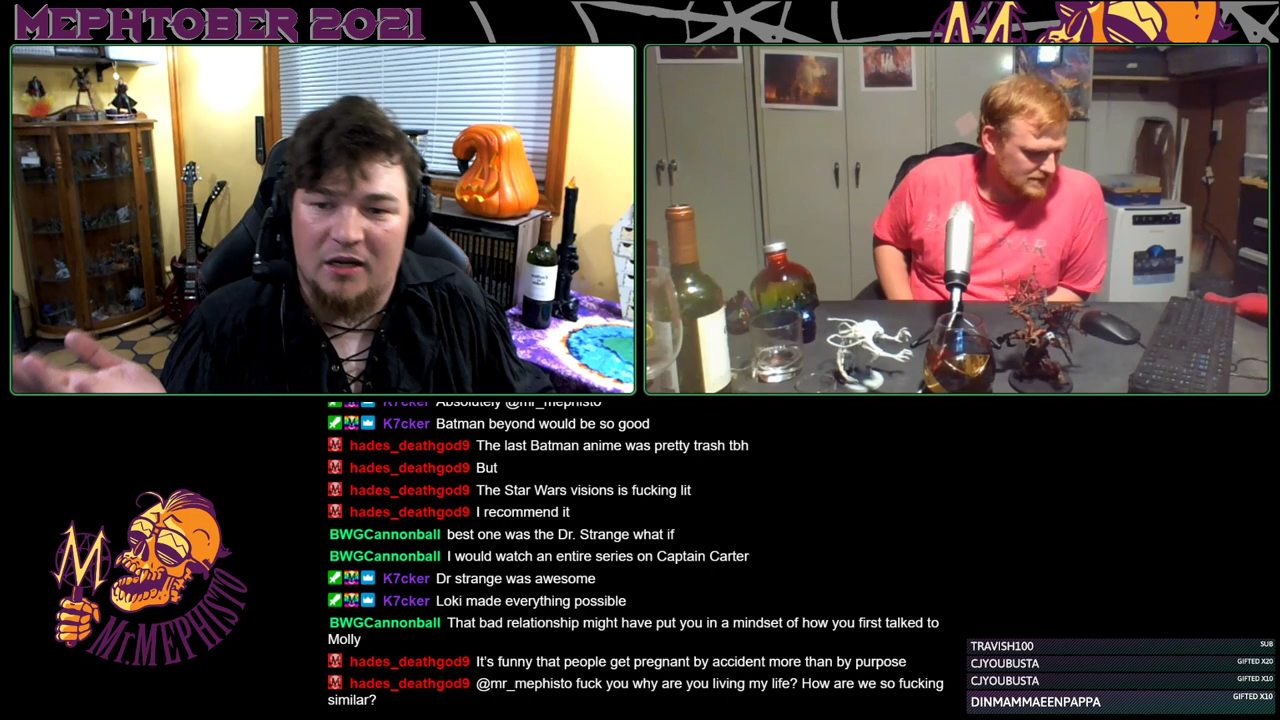 MEPHTOBER 2021
K7cker Absolutely @mr_mephisto
K7cker Batman beyond would be so good
hades_deathgod9 The last Batman anime was pretty trash tbh
hades_deathgod9 But
hades_deathgod9 The Star Wars visions is fucking lit
hades_deathgod9 I recommend it
BWGCannonball best one was the Dr. Strange what if
BWGCannonball I would watch an entire series on Captain Carter
K7cker Dr strange was awesome
K7cker Loki made everything possible
BWGCannonball That bad relationship might have put you in a mindset of how you first talked to
Molly
hades_deathgod9 It's funny that people get pregnant by accident more than by purpose
hades_deathgod9 @mr_mephisto fuck you why are you living my life? How are we so fucking
similar?
M
Mr.MEPHISTO
TRAVISH100 SUB
CJYOUBUSTA GIFTED X20
CJYOUBUSTA GIFTED X10
DINMAMMAEENPAPPA GIFTED X10